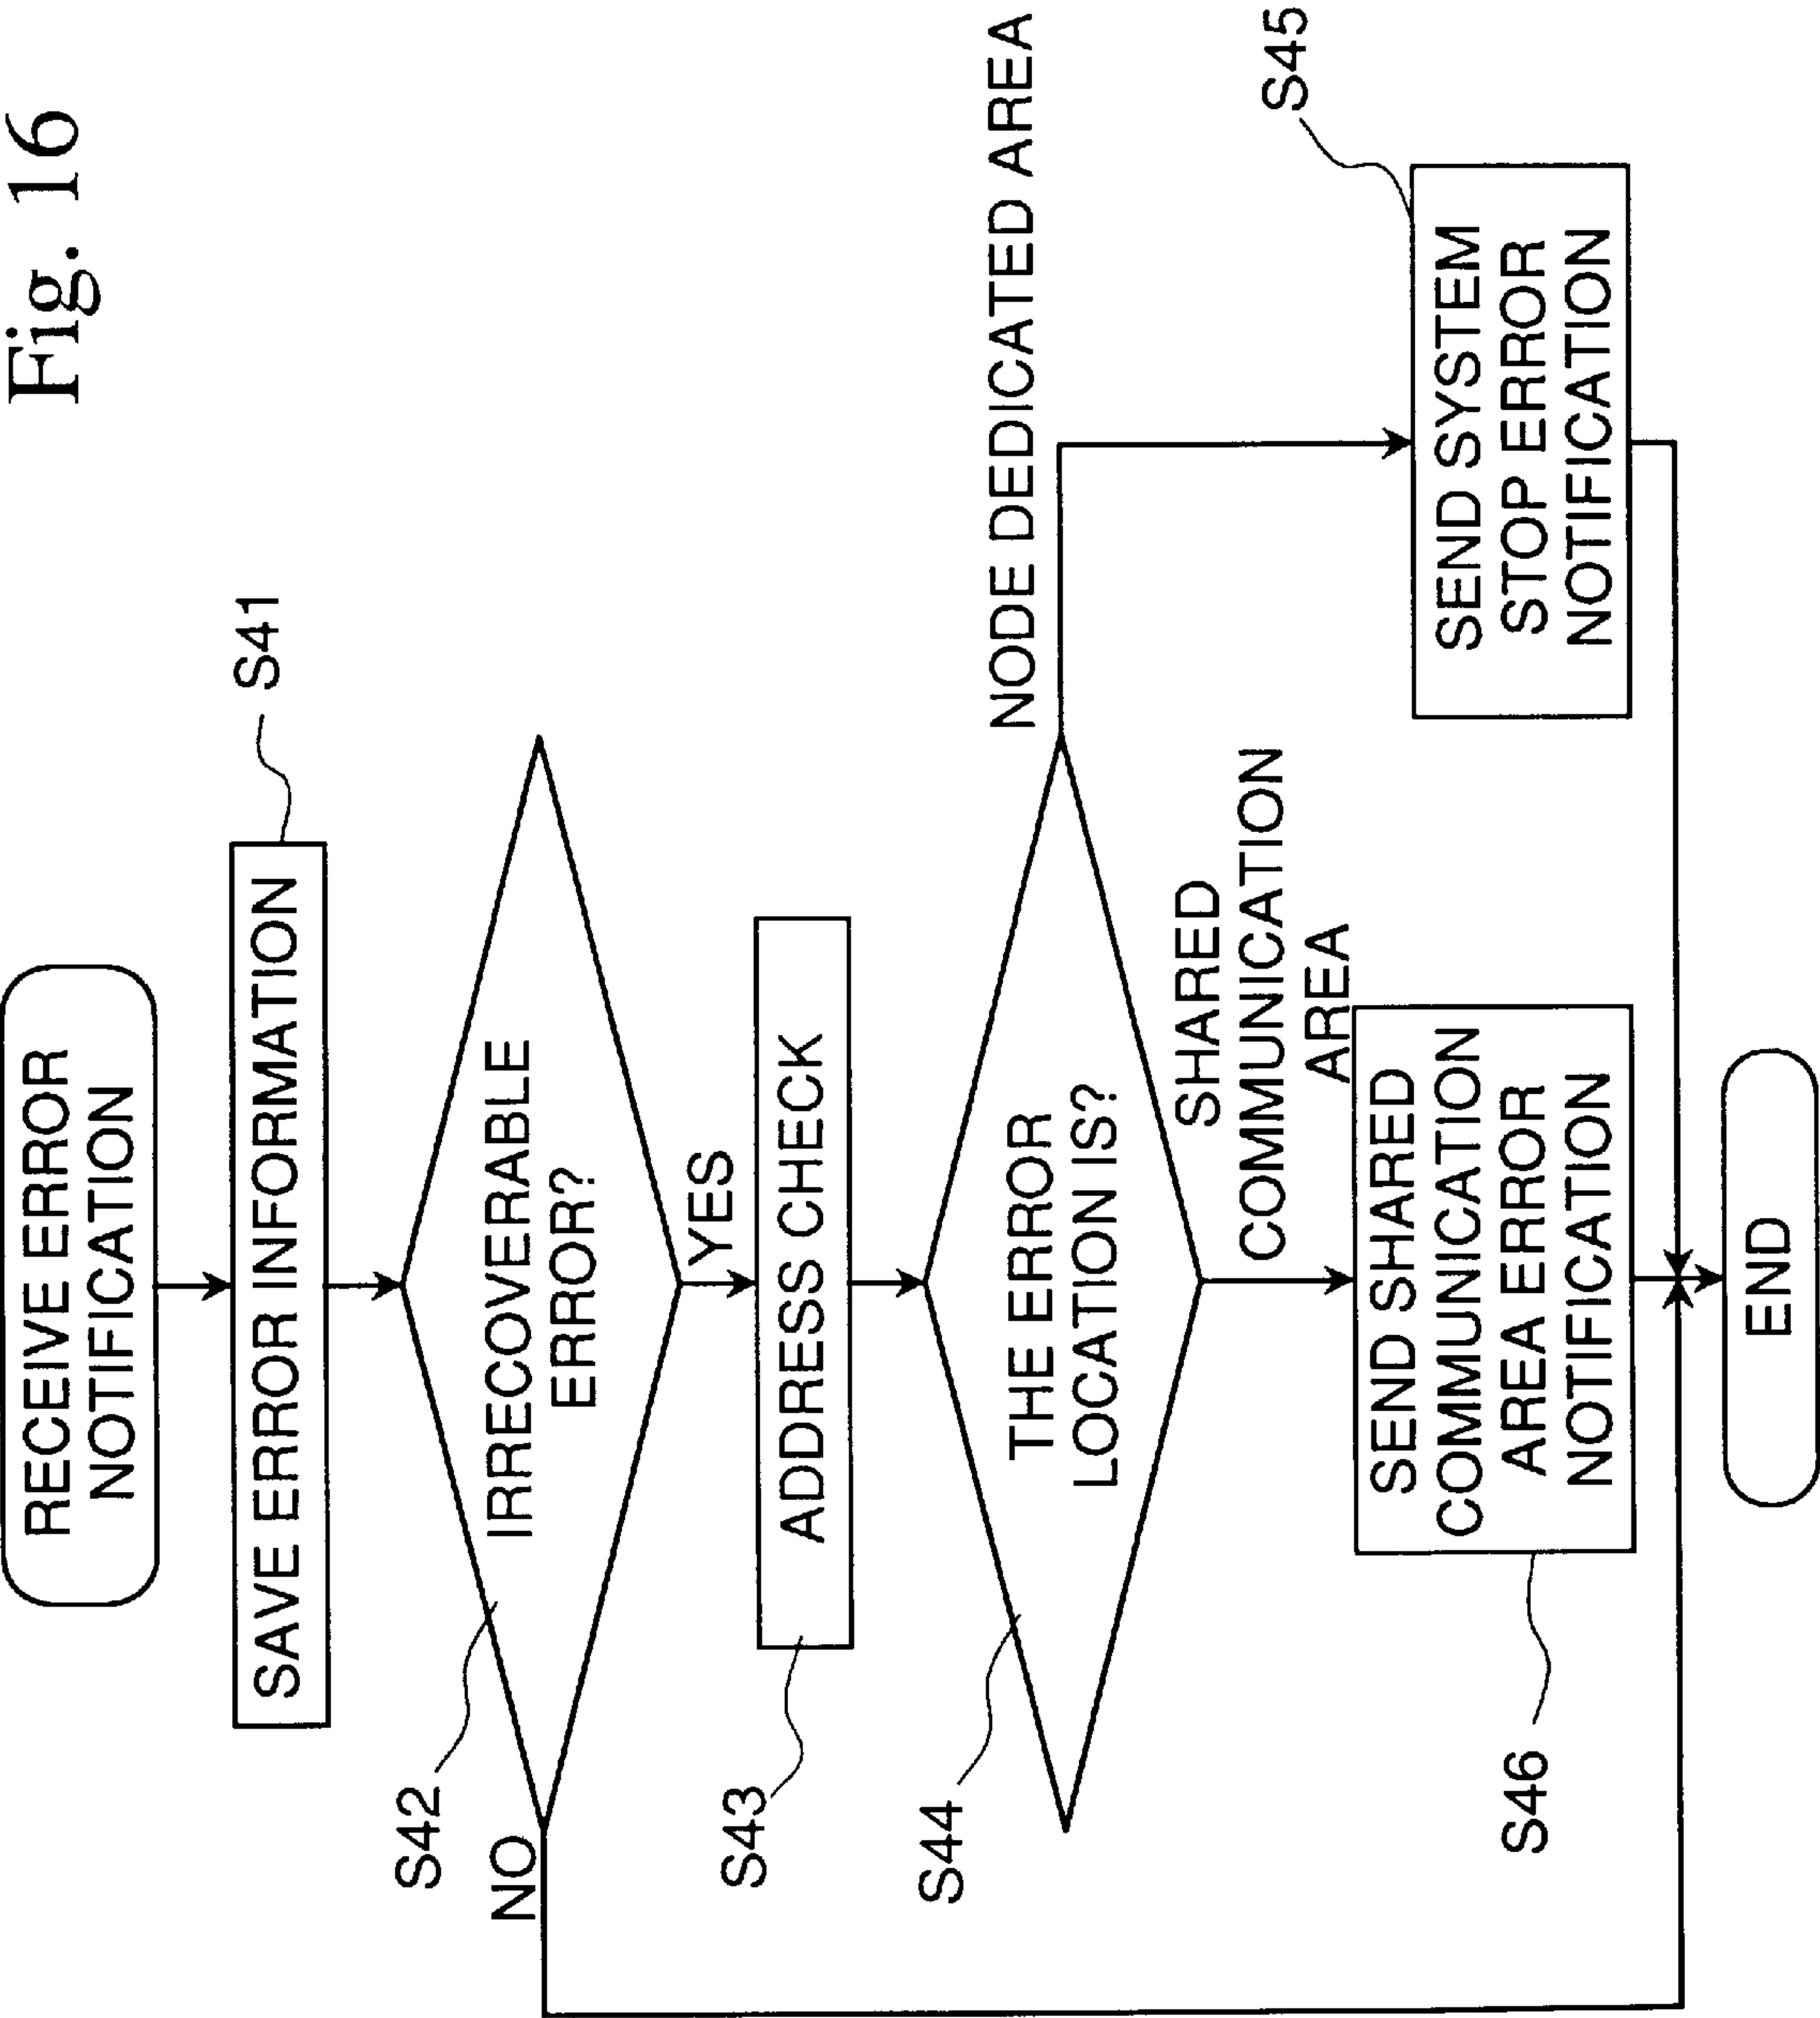 Fig. 16
RECEIVE ERROR
NOTIFICATION
SAVE ERROR INFORMATION
S41
S42
IRRECOVERABLE
ERROR?
NO
YES
S43
ADDRESS CHECK
S44
THE ERROR
LOCATION IS?
NODE DEDICATED AREA
SHARED
COMMUNICATION
AREA
S45
SEND SYSTEM
STOP ERROR
NOTIFICATION
S46
SEND SHARED
COMMUNICATION
AREA ERROR
NOTIFICATION
END